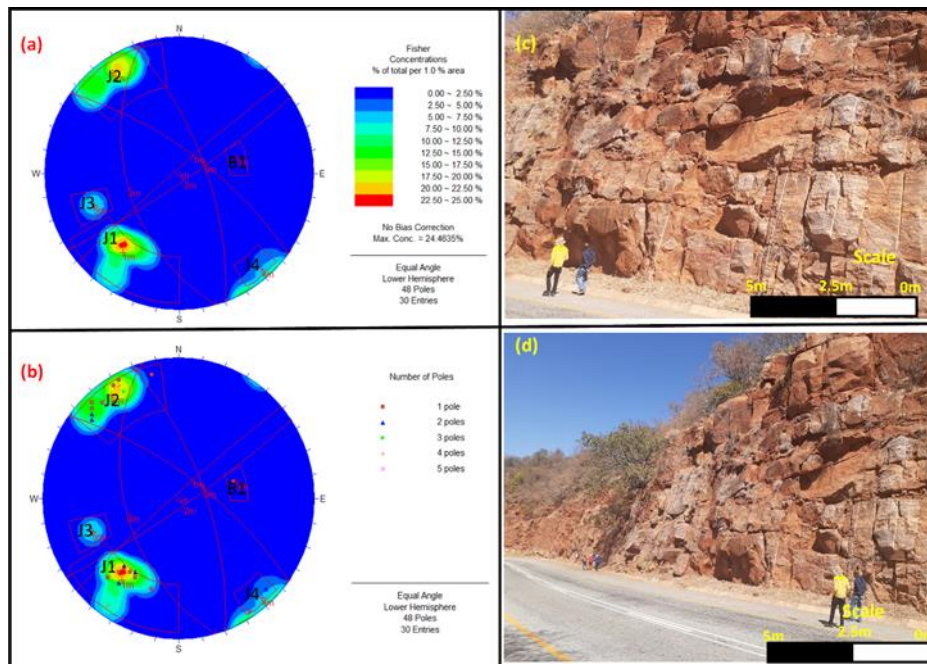 (a)
N
J2
B1
W
E
J3
J1
J4
S
Fisher
Concentrations
% of total per 1.0 % area
0.00 ~ 2.50 %
2.50 ~ 5.00 %
5.00 ~ 7.50 %
7.50 ~ 10.00 %
10.00 ~ 12.50 %
12.50 ~ 15.00 %
15.00 ~ 17.50 %
17.50 ~ 20.00 %
20.00 ~ 22.50 %
22.50 ~ 25.00 %
No Bias Correction
Max. Conc. = 24.4635%
Equal Angle
Lower Hemisphere
48 Poles
30 Entries
(c)
Scale
5m 2.5m 0m
(b)
N
J2
B1
W
E
J3
J1
J4
S
Number of Poles
1 pole
2 poles
3 poles
4 poles
5 poles
Equal Angle
Lower Hemisphere
48 Poles
30 Entries
(d)
Scale
5m 2.5m 0m